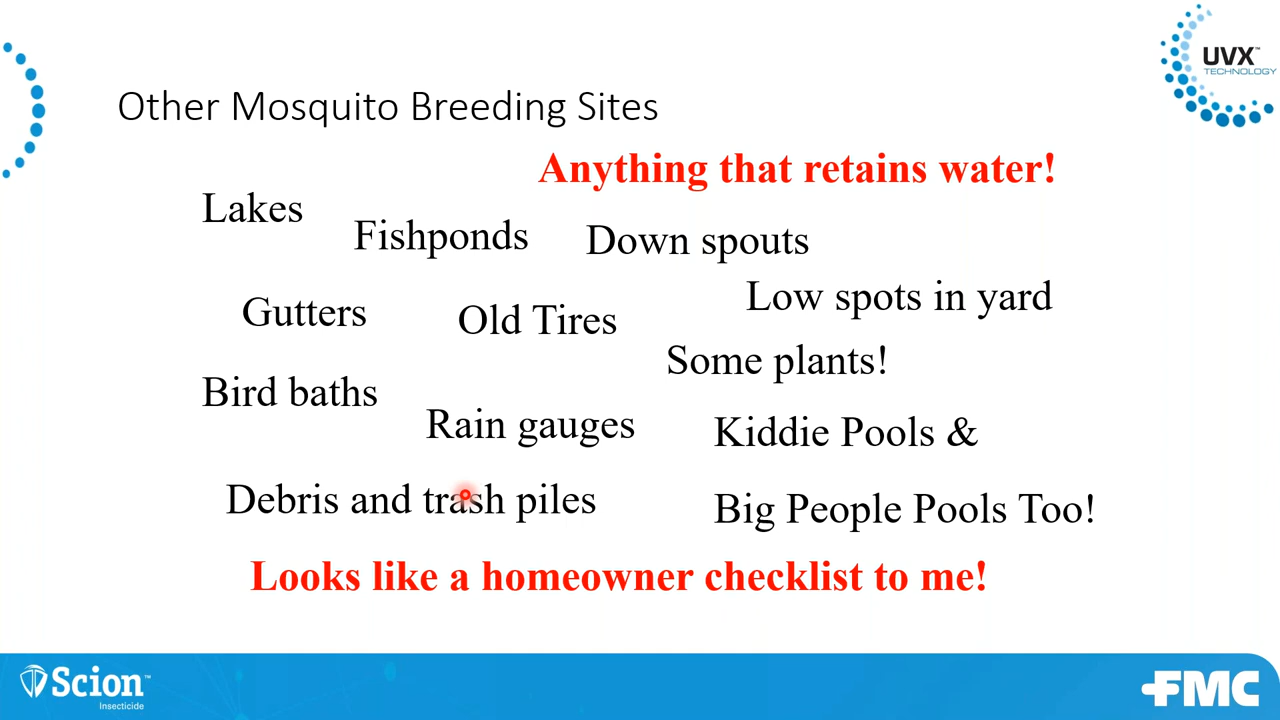 UVX™
TECHNOLOGY
Other Mosquito Breeding Sites
Anything that retains water!
Lakes
Fishponds
Down spouts
Low spots in yard
Gutters
Old Tires
Some plants!
Bird baths
Rain gauges
Kiddie Pools &
Debris and trash piles
Big People Pools Too!
Looks like a homeowner checklist to me!
Scion™
Insecticide
FMC